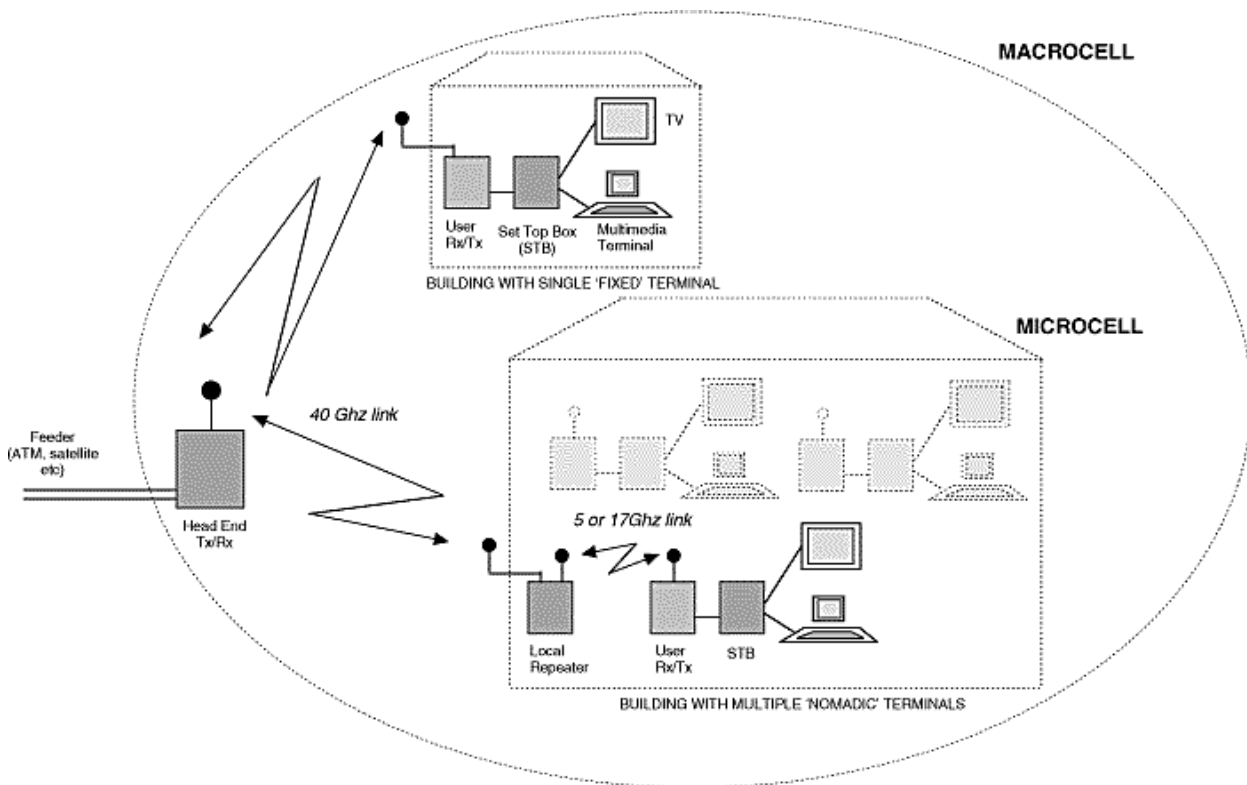 MACROCELL
TV
User
Rx/Tx
Set Top Box
(STB)
Multimedia
Terminal
BUILDING WITH SINGLE 'FIXED' TERMINAL
MICROCELL
40 Ghz link
Feeder
(ATM, satellite
etc)
Head End
Tx/Rx
5 or 17Ghz link
Local
Repeater
User
Rx/Tx
STB
BUILDING WITH MULTIPLE 'NOMADIC' TERMINALS